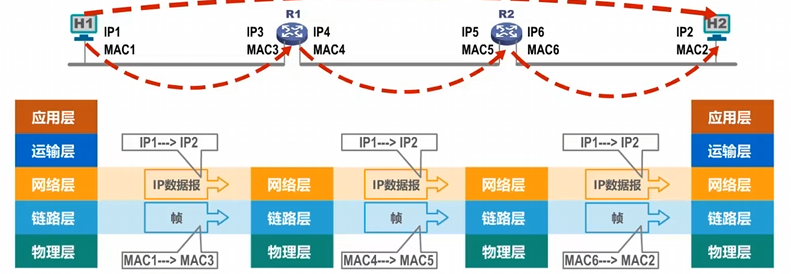 H1 IP1 MAC1
R1 IP3 MAC3 IP4 MAC4
R2 IP5 MAC5 IP6 MAC6
H2 IP2 MAC2
应用层 应用层
运输层 IP1---> IP2 IP1---> IP2 IP1---> IP2 运输层
网络层 IP数据报 网络层 IP数据报 网络层 IP数据报 网络层
链路层 帧 链路层 帧 链路层 帧 链路层
物理层 MAC1---> MAC3 物理层 MAC4---> MAC5 物理层 MAC6---> MAC2 物理层